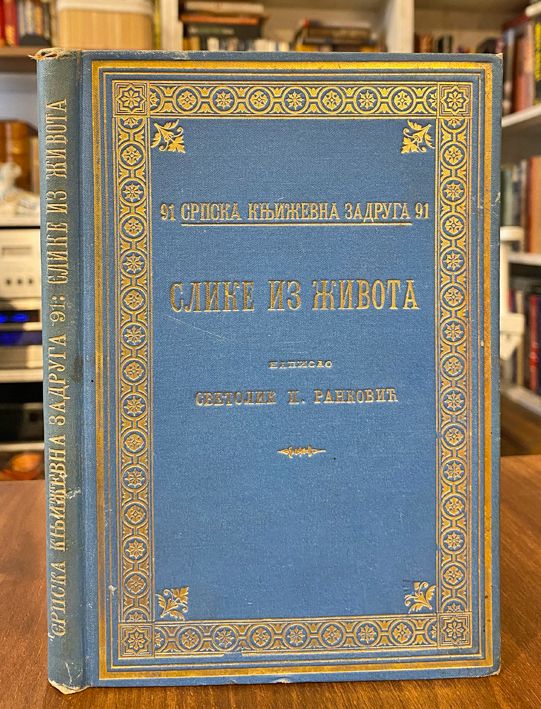 СРПСКА КЊИЖЕВНА ЗАДРУГА 91: СЛИКЕ ИЗ ЖИВОТА
91 СРПСКА КЊИЖЕВНА ЗАДРУГА 91
СЛИКЕ ИЗ ЖИВОТА
НАПИСАО
СВЕТОЛИК П. РАНКОВИЋ